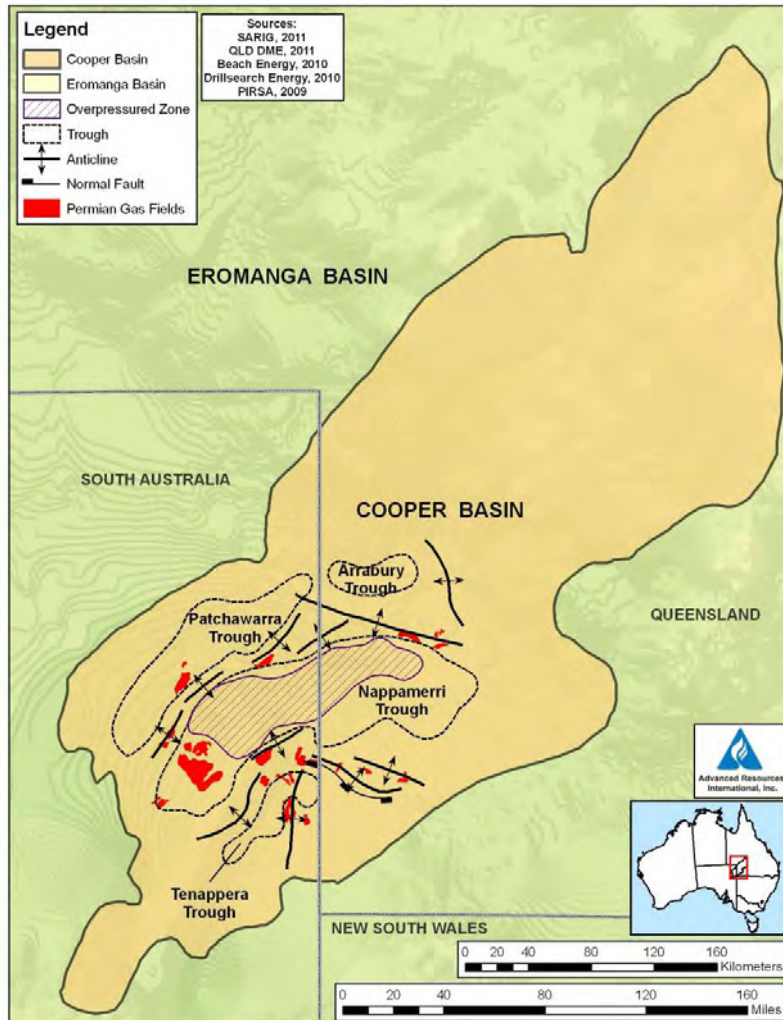 Legend
Cooper Basin
Eromanga Basin
Overpressured Zone
Trough
Anticline
Normal Fault
Permian Gas Fields
Sources:
SARIG, 2011
QLD DME, 2011
Beach Energy, 2010
Drillsearch Energy, 2010
PIRSA, 2009
EROMANGA BASIN
SOUTH AUSTRALIA
COOPER BASIN
Arrabury
Trough
QUEENSLAND
Patchawarra
Trough
Nappamerri
Trough
Tenappera
Trough
Advanced Resources
International, Inc.
NEW SOUTH WALES
0 20 40 80 120 160
Kilometers
0 20 40 80 120 160
Miles